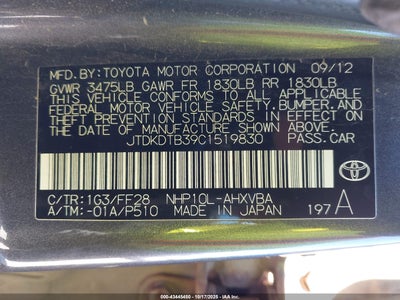 MFD.BY:TOYOTA MOTOR CORPORATION 09/12
GVWR 3475LB GAWR FR 1830LB RR 1830LB
THIS VEHICLE CONFORMS TO ALL APPLICABLE
FEDERAL MOTOR VEHICLE SAFETY,BUMPER,AND
THEFT PREVENTION STANDARDS IN EFFECT ON
THE DATE OF MANUFACTURE SHOWN ABOVE.
JTDKDTB39C1519830 PASS.CAR
C/TR:1G3/FF28 NHP10L-AHXVBA
A/TM:-01A/P510 MADE IN JAPAN 197 A
TOYOTA
000-43445460 - 10/17/2025 - IAA, Inc.